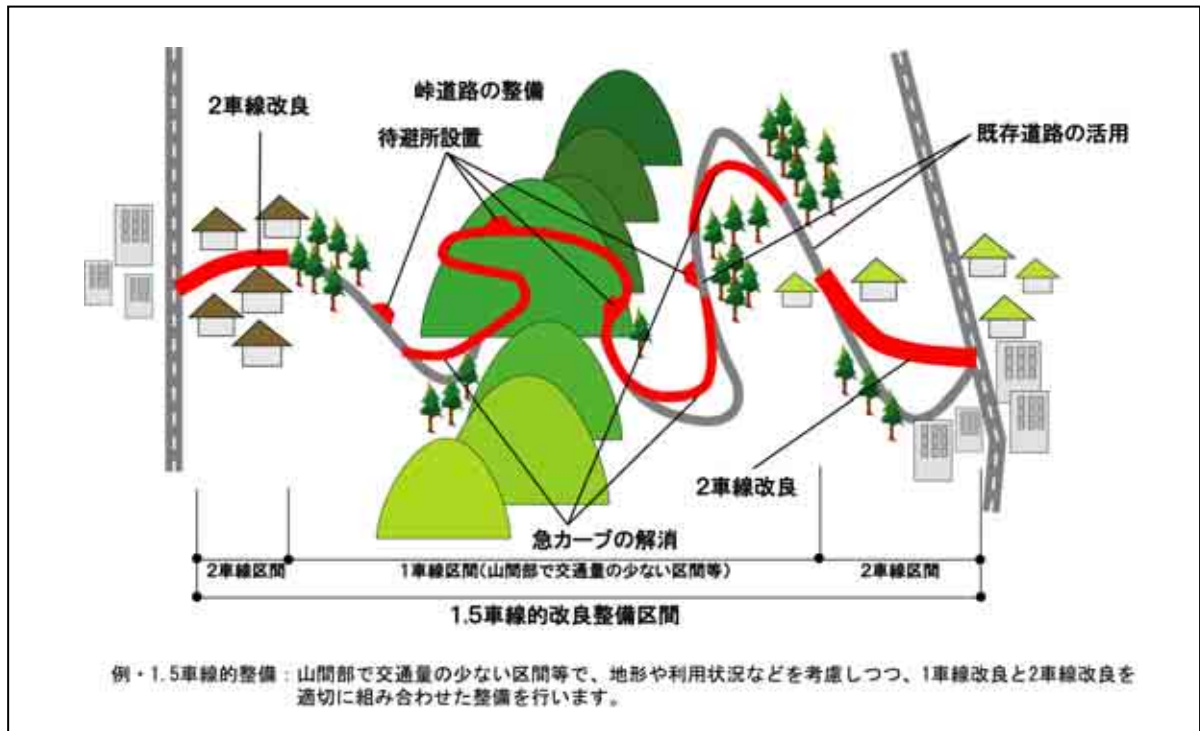 峠道路の整備
2車線改良
待避所設置
既存道路の活用
2車線改良
急カーブの解消
2車線区間
1車線区間(山間部で交通量の少ない区間等)
2車線区間
1.5車線的改良整備区間
例・1.5車線的整備:山間部で交通量の少ない区間等で、地形や利用状況などを考慮しつつ、1車線改良と2車線改良を
適切に組み合わせた整備を行います。